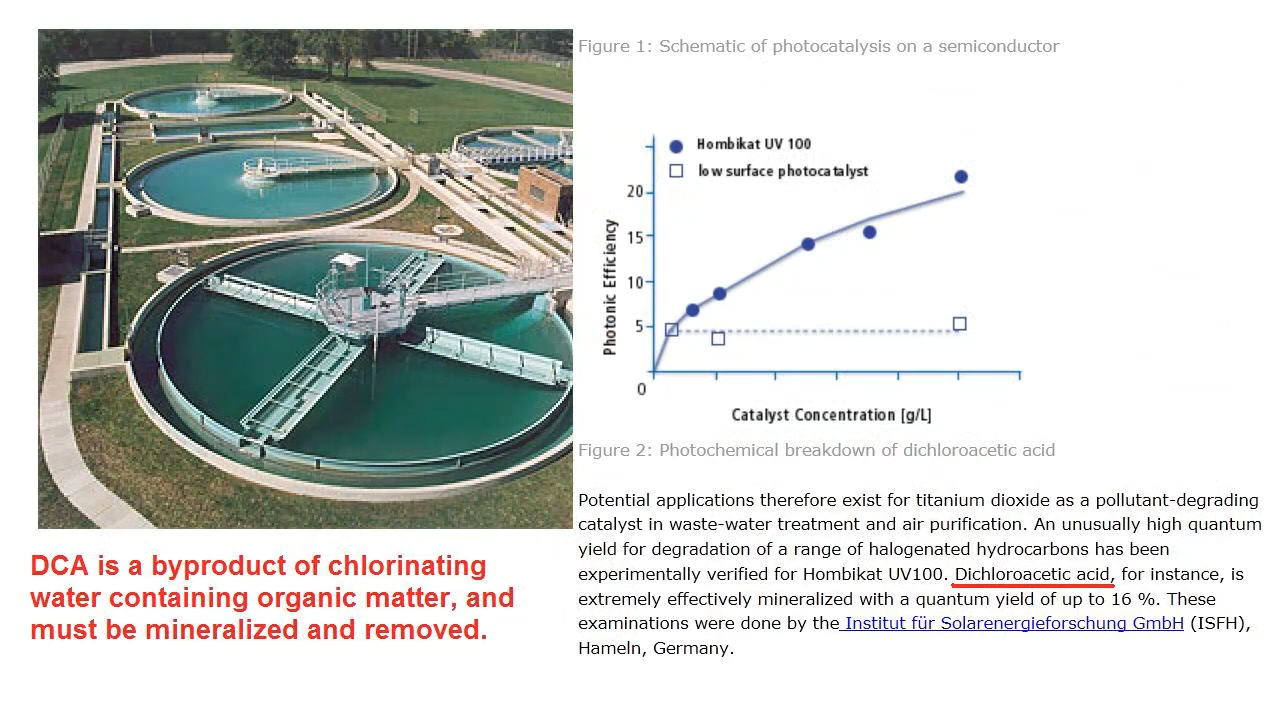 Figure 1: Schematic of photocatalysis on a semiconductor
Hombikat UV 100
low surface photocatalyst
20
15
10
5
0
Photonic Efficiency
Catalyst Concentration [g/L]
Figure 2: Photochemical breakdown of dichloroacetic acid
Potential applications therefore exist for titanium dioxide as a pollutant-degrading
catalyst in waste-water treatment and air purification. An unusually high quantum
yield for degradation of a range of halogenated hydrocarbons has been
experimentally verified for Hombikat UV100. Dichloroacetic acid, for instance, is
extremely effectively mineralized with a quantum yield of up to 16 %. These
examinations were done by the Institut für Solarenergieforschung GmbH (ISFH),
Hameln, Germany.
DCA is a byproduct of chlorinating
water containing organic matter, and
must be mineralized and removed.